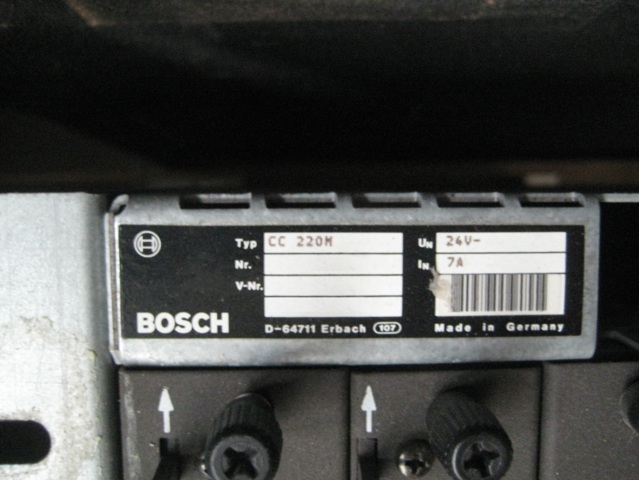 Typ CC 220M
Nr.
V-Nr.
BOSCH
D-64711 Erbach 107
UN 24V-
IN 7A
Made in Germany